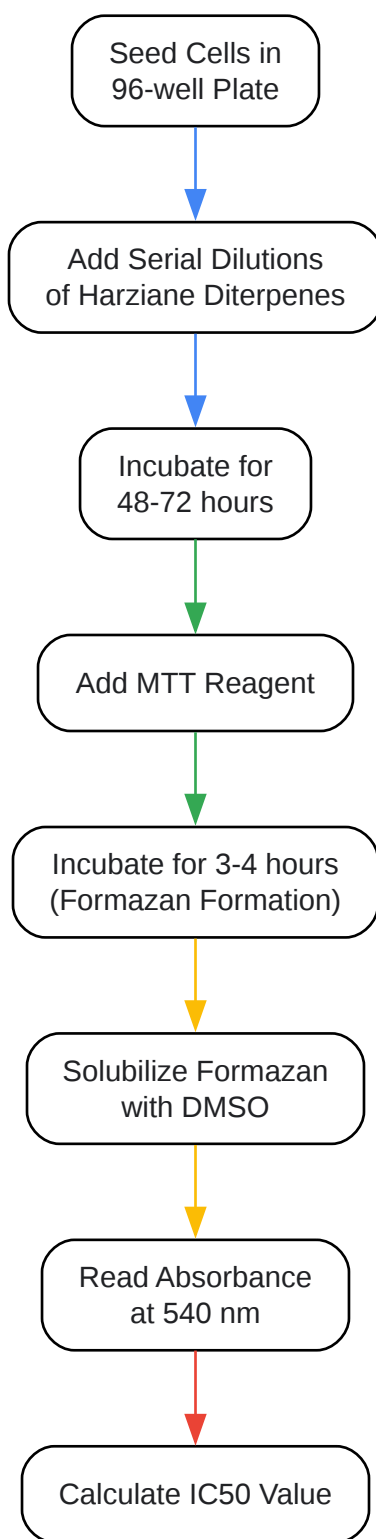 Seed Cells in
96-well Plate
Add Serial Dilutions
of Harziane Diterpenes
Incubate for
48-72 hours
Add MTT Reagent
Incubate for 3-4 hours
(Formazan Formation)
Solubilize Formazan
with DMSO
Read Absorbance
at 540 nm
Calculate IC50 Value